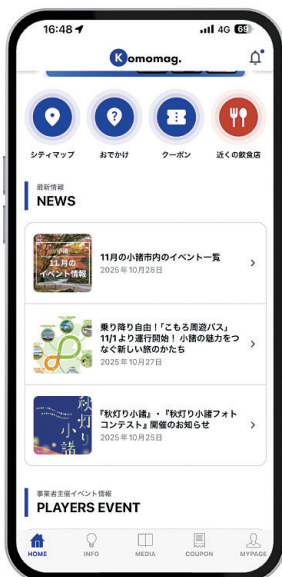 16:48
4G 69
Komomag.
シティマップ
おでかけ
クーポン
近くの飲食店
最新情報
NEWS
11月の
イベント情報
11月の小諸市内のイベント一覧
2025年10月28日
乗り降り自由！「こもろ周遊バス」
11/1より運行開始！ 小諸の魅力をつ
なぐ新しい旅のかたち
2025年10月27日
秋灯り
小諸
『秋灯り小諸』・『秋灯り小諸フォト
コンテスト』開催のお知らせ
2025年10月25日
事業者主催イベント情報
PLAYERS EVENT
HOME
INFO
MEDIA
COUPON
MYPAGE